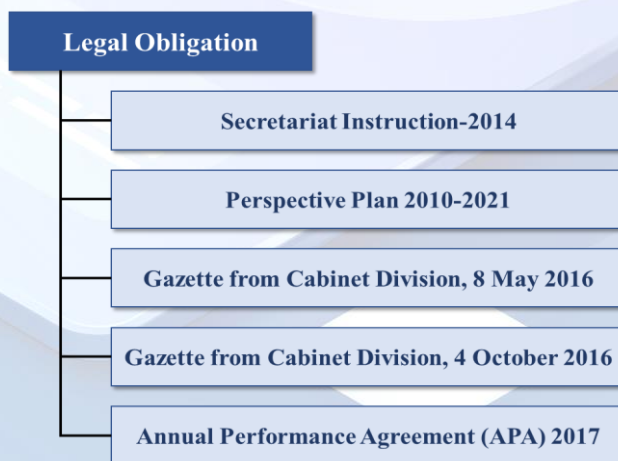 Legal Obligation
Secretariat Instruction-2014
Perspective Plan 2010-2021
Gazette from Cabinet Division, 8 May 2016
Gazette from Cabinet Division, 4 October 2016
Annual Performance Agreement (APA) 2017